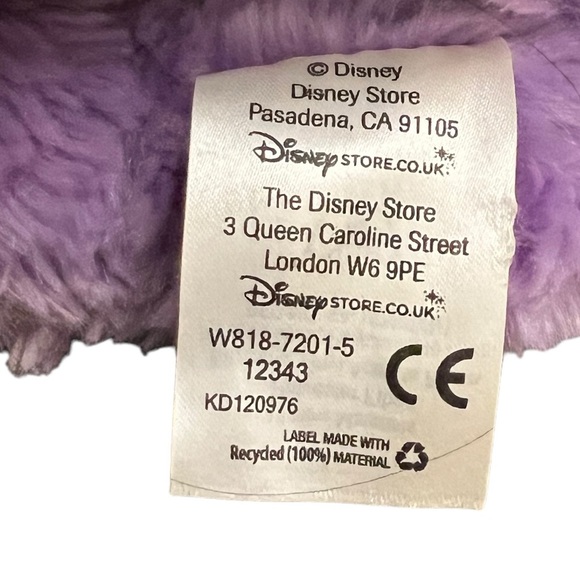 © Disney
Disney Store
Pasadena, CA 91105
Disney STORE.CO.UK
The Disney Store
3 Queen Caroline Street
London W6 9PE
Disney STORE.CO.UK
W818-7201-5
12343
CE
KD120976
LABEL MADE WITH
Recycled (100%) MATERIAL